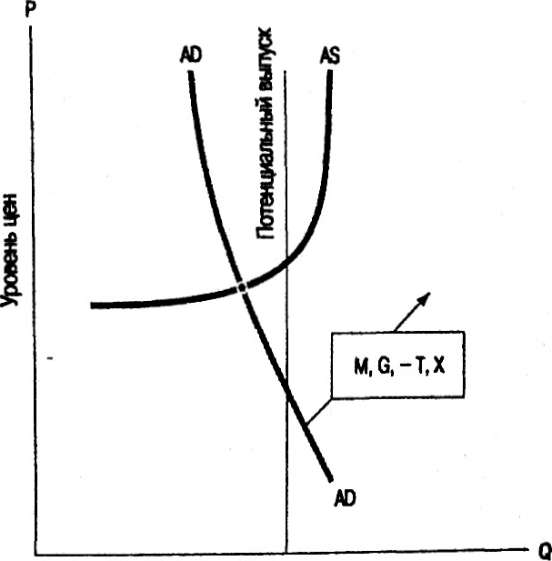 P
AD
AS
Потенциальный выпуск
Уровень цен
M, G, – T, X
AD
Q